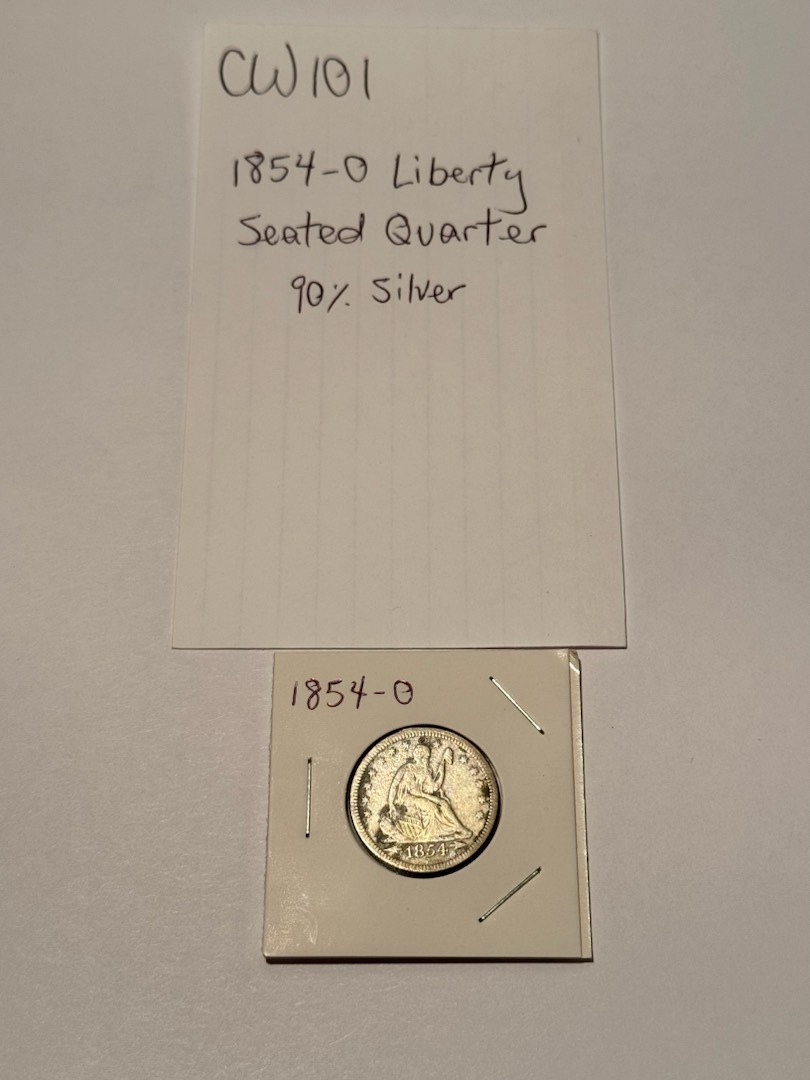 CW101
1854-O Liberty
Seated Quarter
90% Silver
1854-O
1854